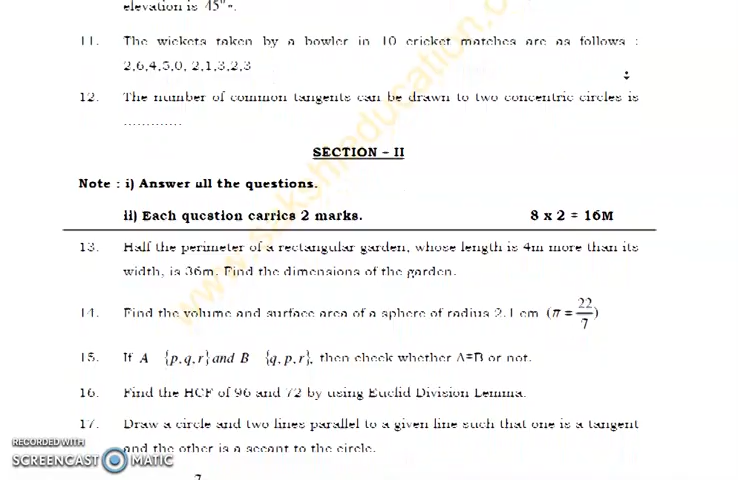 elevation is 45° .
11. The wickets taken by a bowler in 10 cricket matches are as follows :
2,6,4,5,0, 2,1,3,2,3
12. The number of common tangents can be drawn to two concentric circles is
............
SECTION – II
Note : i) Answer all the questions.
ii) Each question carries 2 marks. 8 x 2 = 16M
13. Half the perimeter of a rectangular garden, whose length is 4m more than its
width, is 36m. Find the dimensions of the garden.
14. Find the volume and surface area of a sphere of radius 2.1 cm (π = 22/7)
15. If A {p,q,r} and B {q,p,r}, then check whether A=B or not.
16. Find the HCF of 96 and 72 by using Euclid Division Lemma.
17. Draw a circle and two lines parallel to a given line such that one is a tangent
and the other is a secant to the circle.
7
www.sakshieducation.com
RECORDED WITH
SCREENCAST MATIC